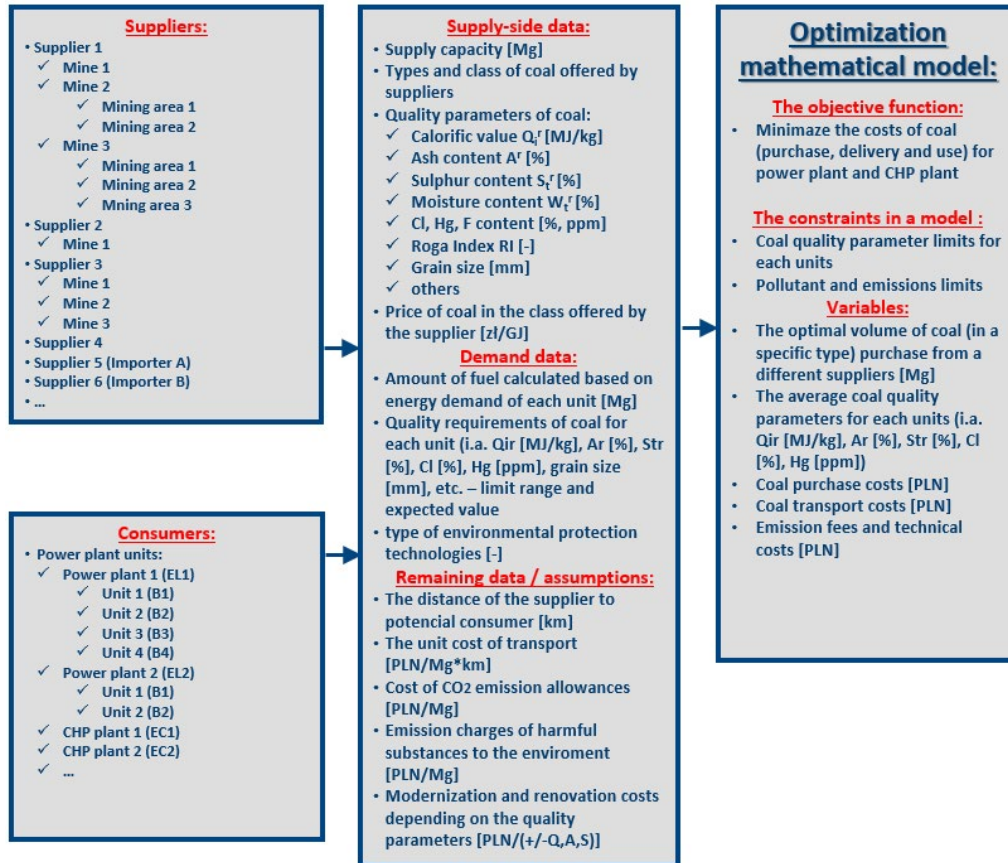 Suppliers:
• Supplier 1
✓ Mine 1
✓ Mine 2
✓ Mining area 1
✓ Mining area 2
✓ Mine 3
✓ Mining area 1
✓ Mining area 2
✓ Mning area 3
• Supplier 2
✓ Mine 1
• Supplier 3
✓ Mine 1
✓ Mine 2
✓ Mine 3
• Supplier 4
• Supplier 5 (Importer A)
• Supplier 6 (Importer B)
• ...
Consumers:
• Power plant units:
✓ Power plant 1 (EL1)
✓ Unit 1 (B1)
✓ Unit 2 (B2)
✓ Unit 3 (B3)
✓ Unit 4 (B4)
✓ Power plant 2 (EL2)
✓ Unit 1 (B1)
✓ Unit 2 (B2)
✓ CHP plant 1 (EC1)
✓ CHP plant 2 (EC2)
✓ ...
Supply-side data:
• Supply capacity [Mg]
• Types and class of coal offered by
suppliers
• Quality parameters of coal:
✓ Calorific value Qᵢʳ [MJ/kg]
✓ Ash content Aʳ [%]
✓ Sulphur content Sₜʳ [%]
✓ Moisture content Wₜʳ [%]
✓ Cl, Hg, F content [%, ppm]
✓ Roga Index RI [-]
✓ Grain size [mm]
✓ others
• Price of coal in the class offered by
the supplier [zł/GJ]
Demand data:
• Amount of fuel calculated based on
energy demand of each unit [Mg]
• Quality requirements of coal for
each unit (i.a. Qir [MJ/kg], Ar [%], Str
[%], Cl [%], Hg [ppm], grain size
[mm], etc. – limit range and
expected value
• type of environmental protection
technologies [-]
Remaining data / assumptions:
• The distance of the supplier to
potencial consumer [km]
• The unit cost of transport
[PLN/Mg*km]
• Cost of CO2 emission allowances
[PLN/Mg]
• Emission charges of harmful
substances to the enviroment
[PLN/Mg]
• Modernization and renovation costs
depending on the quality
parameters [PLN/(+/-Q,A,S)]
Optimization
mathematical model:
The objective function:
• Minimaze the costs of coal
(purchase, delivery and use) for
power plant and CHP plant
The constraints in a model :
• Coal quality parameter limits for
each units
• Pollutant and emissions limits
Variables:
• The optimal volume of coal (in a
specific type) purchase from a
different suppliers [Mg]
• The average coal quality
parameters for each units (i.a.
Qir [MJ/kg], Ar [%], Str [%], Cl
[%], Hg [ppm])
• Coal purchase costs [PLN]
• Coal transport costs [PLN]
• Emission fees and technical
costs [PLN]